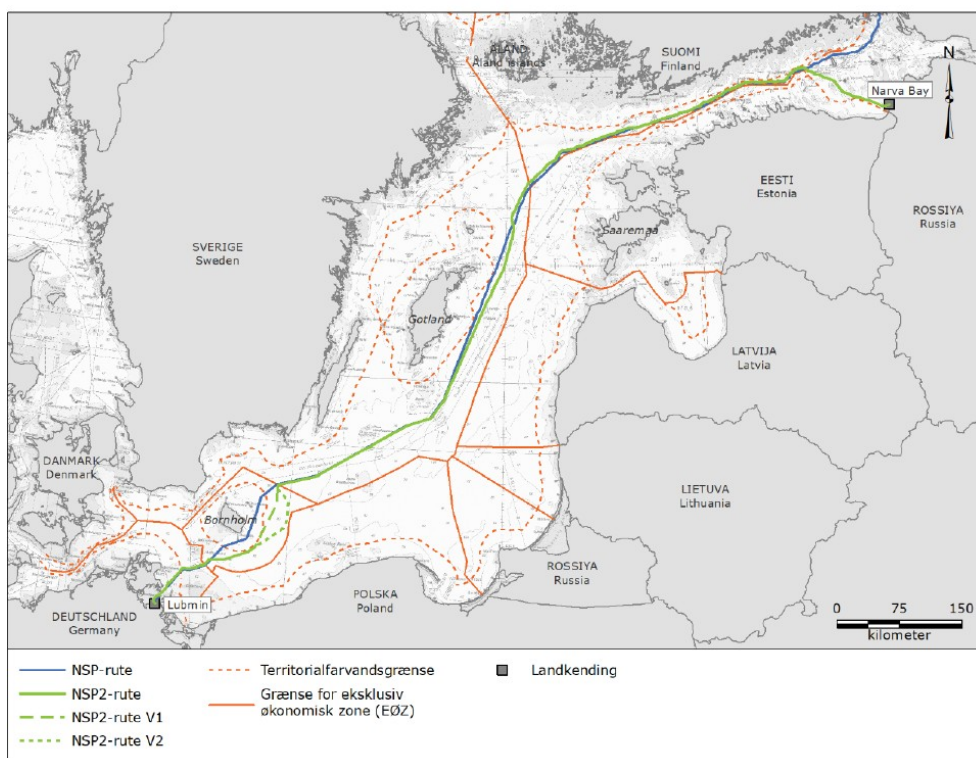 ÅLAND
Åland Islands
SUOMI
Finland
N
Narva Bay
EESTI
Estonia
ROSSIYA
Russia
Saaremaa
SVERIGE
Sweden
Gotland
LATVIJA
Latvia
DANMARK
Denmark
LIETUVA
Lithuania
Bornholm
ROSSIYA
Russia
POLSKA
Poland
Lubmin
DEUTSCHLAND
Germany
0 75 150
kilometer
NSP-rute
NSP2-rute
NSP2-rute V1
NSP2-rute V2
Territorialfarvandsgrænse
Grænse for eksklusiv
økonomisk zone (EØZ)
Landkending